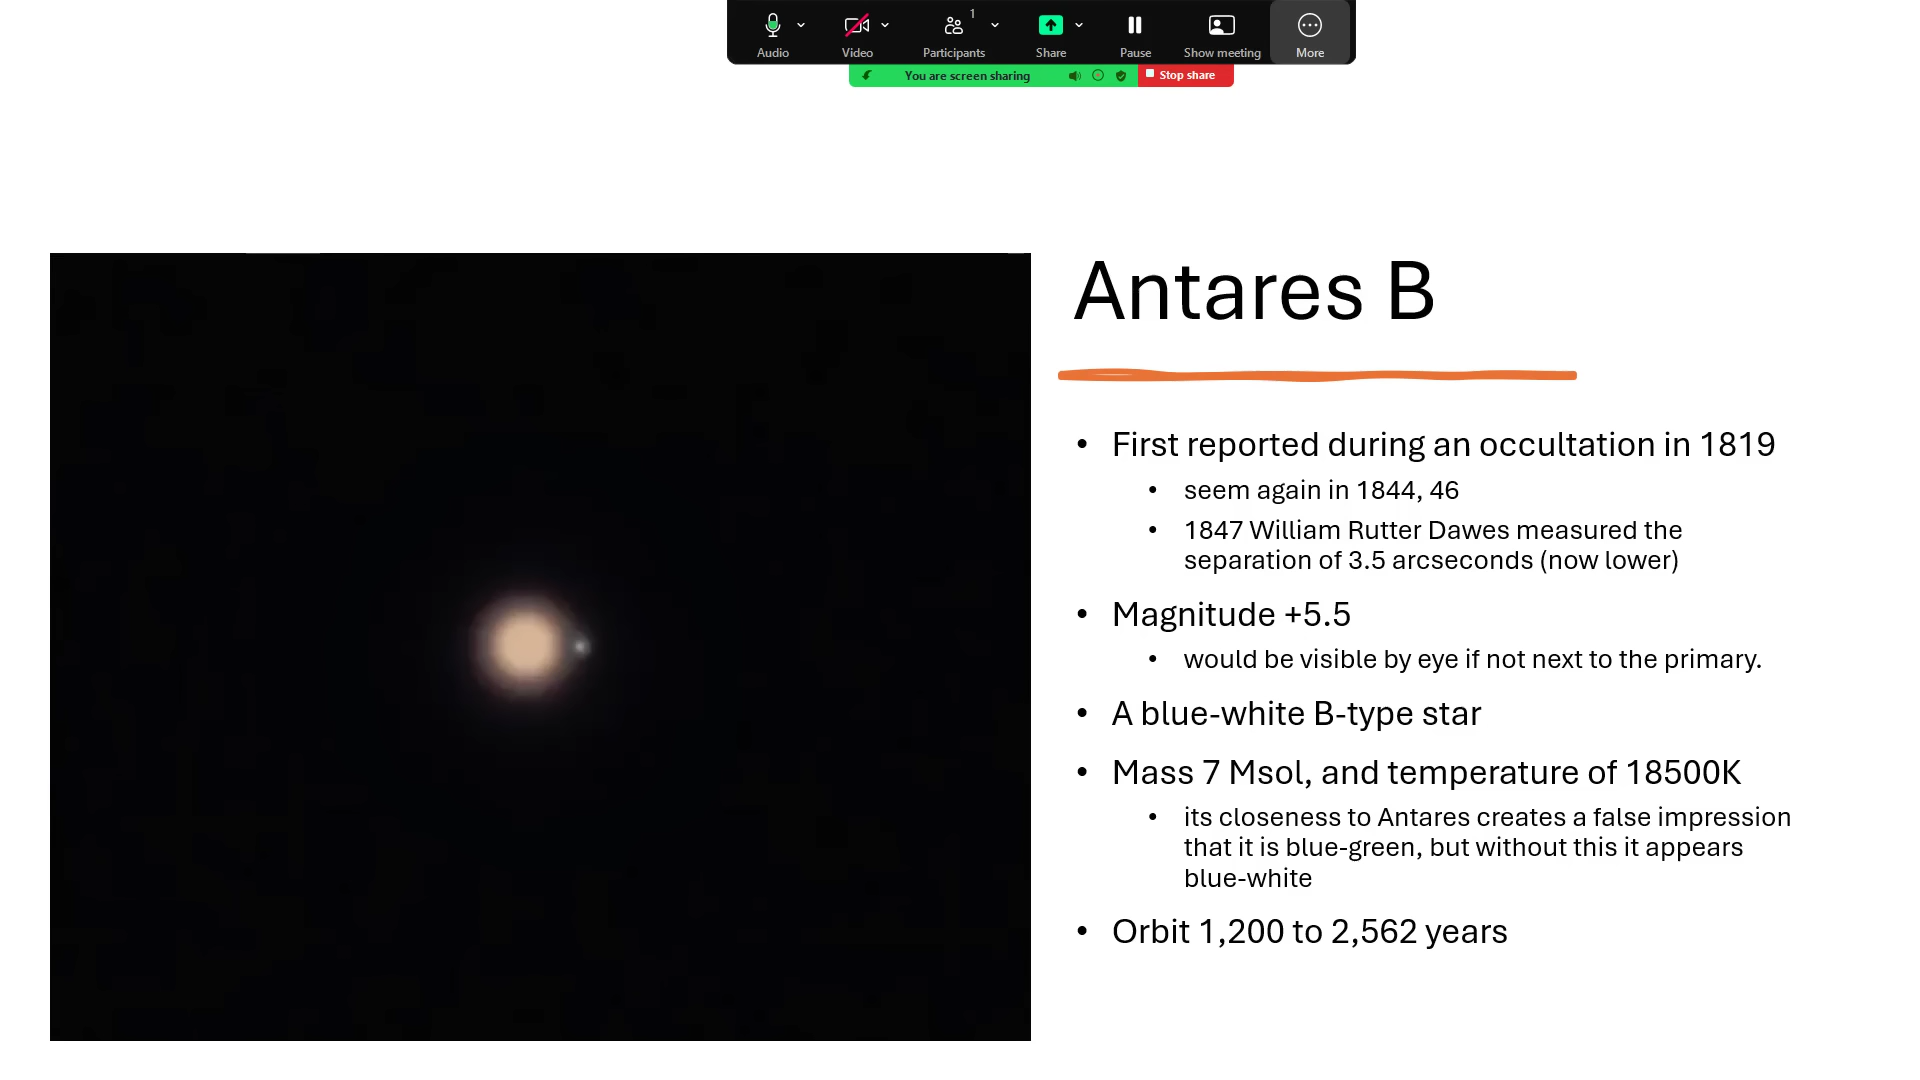 1
Audio
Video
Participants
Share
Pause
Show meeting
More
You are screen sharing
Stop share
Antares B
• First reported during an occultation in 1819
• seem again in 1844, 46
• 1847 William Rutter Dawes measured the
separation of 3.5 arcseconds (now lower)
• Magnitude +5.5
• would be visible by eye if not next to the primary.
• A blue-white B-type star
• Mass 7 Msol, and temperature of 18500K
• its closeness to Antares creates a false impression
that it is blue-green, but without this it appears
blue-white
• Orbit 1,200 to 2,562 years